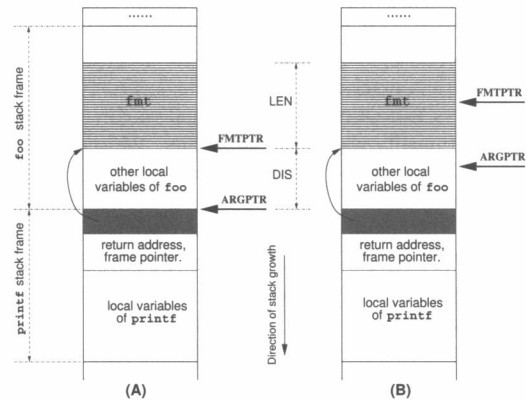 ......
fmt
FMTPTR
other local
variables of foo
ARGPTR
return address,
frame pointer.
local variables
of printf
foo stack frame
printf stack frame
(A)
LEN
DIS
Direction of stack growth
......
fmt
FMTPTR
ARGPTR
other local
variables of foo
return address,
frame pointer.
local variables
of printf
(B)